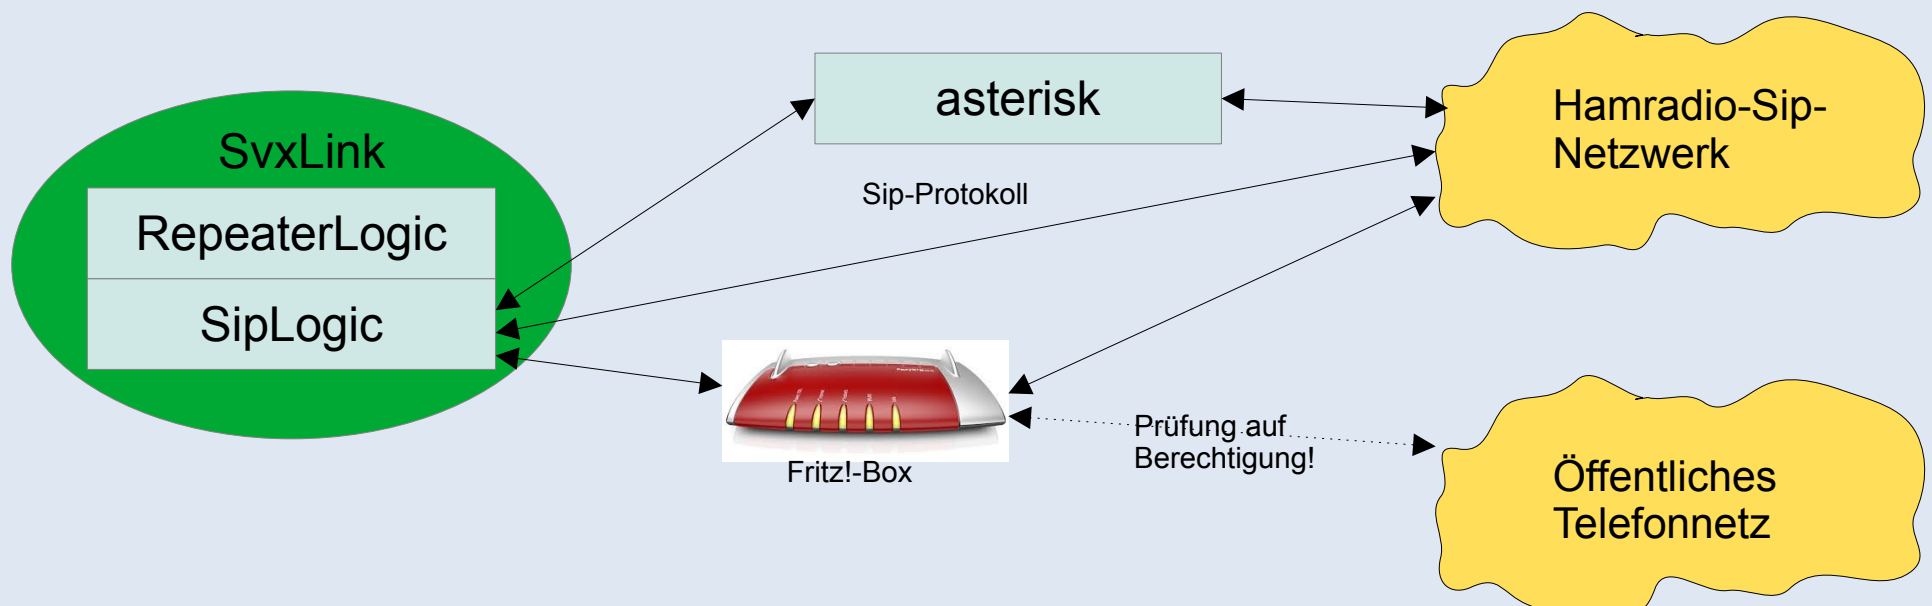 SvxLink
RepeaterLogic
SipLogic
asterisk
Sip-Protokoll
Hamradio-Sip-
Netzwerk
Fritz!-Box
Prüfung auf
Berechtigung!
Öffentliches
Telefonnetz